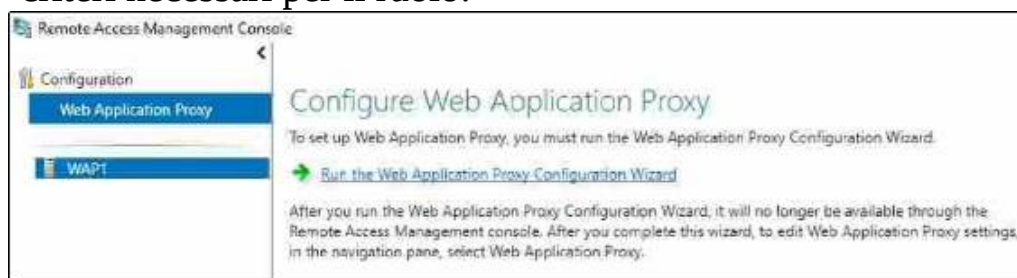 Remote Access Management Console
Configuration
Web Application Proxy
WAP1
Configure Web Application Proxy
To set up Web Application Proxy, you must run the Web Application Proxy Configuration Wizard.
Run the Web Application Proxy Configuration Wizard
After you run the Web Application Proxy Configuration Wizard, it will no longer be available through the
Remote Access Management console. After you complete this wizard, to edit Web Application Proxy settings,
in the navigation pane, select Web Application Proxy.